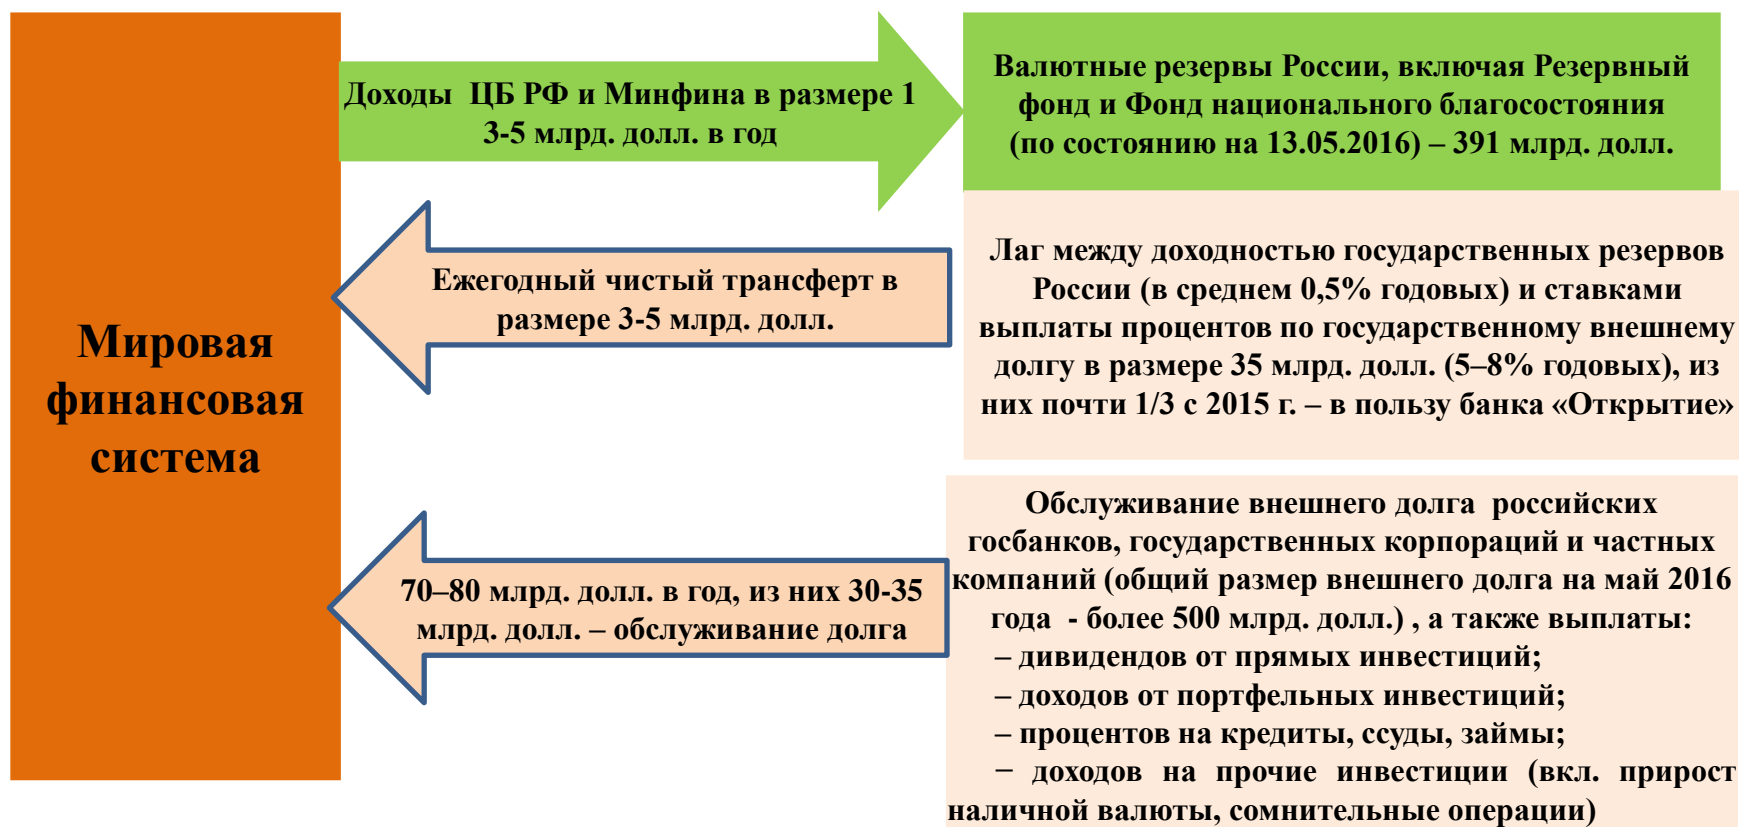 Мировая
финансовая
система
Доходы ЦБ РФ и Минфина в размере 1
3-5 млрд. долл. в год
Валютные резервы России, включая Резервный
фонд и Фонд национального благосостояния
(по состоянию на 13.05.2016) – 391 млрд. долл.
Ежегодный чистый трансферт в
размере 3-5 млрд. долл.
Лаг между доходностью государственных резервов
России (в среднем 0,5% годовых) и ставками
выплаты процентов по государственному внешнему
долгу в размере 35 млрд. долл. (5–8% годовых), из
них почти 1/3 с 2015 г. – в пользу банка «Открытие»
70–80 млрд. долл. в год, из них 30-35
млрд. долл. – обслуживание долга
Обслуживание внешнего долга российских
госбанков, государственных корпораций и частных
компаний (общий размер внешнего долга на май 2016
года - более 500 млрд. долл.) , а также выплаты:
– дивидендов от прямых инвестиций;
– доходов от портфельных инвестиций;
– процентов на кредиты, ссуды, займы;
– доходов на прочие инвестиции (вкл. прирост
наличной валюты, сомнительные операции)